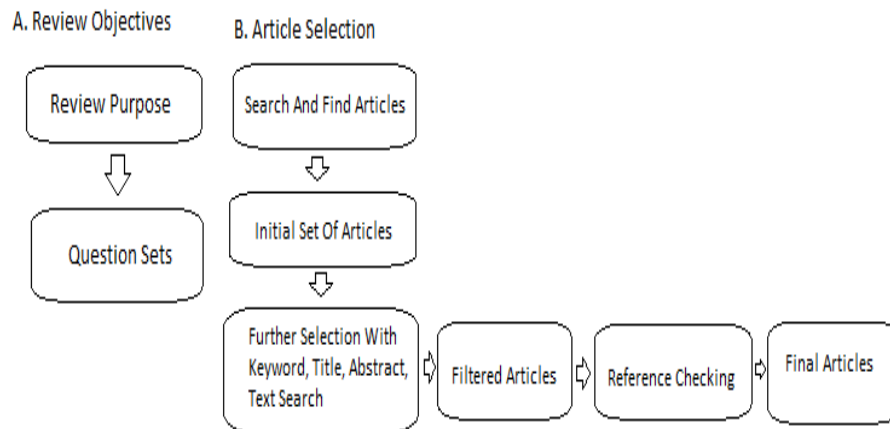 A. Review Objectives
Review Purpose
Question Sets
B. Article Selection
Search And Find Articles
Initial Set Of Articles
Further Selection With
Keyword, Title, Abstract,
Text Search
Filtered Articles
Reference Checking
Final Articles